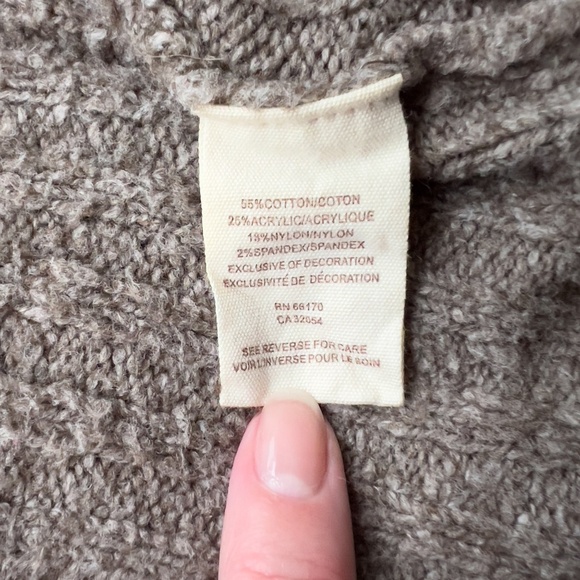 55%COTTON/COTON
25%ACRYLIC/ACRYLIQUE
18%NYLON/NYLON
2%SPANDEX/SPANDEX
EXCLUSIVE OF DECORATION
EXCLUSIVITÉ DE DÉCORATION
RN 66170
CA 32054
SEE REVERSE FOR CARE
VOIR L'INVERSE POUR LE SOIN